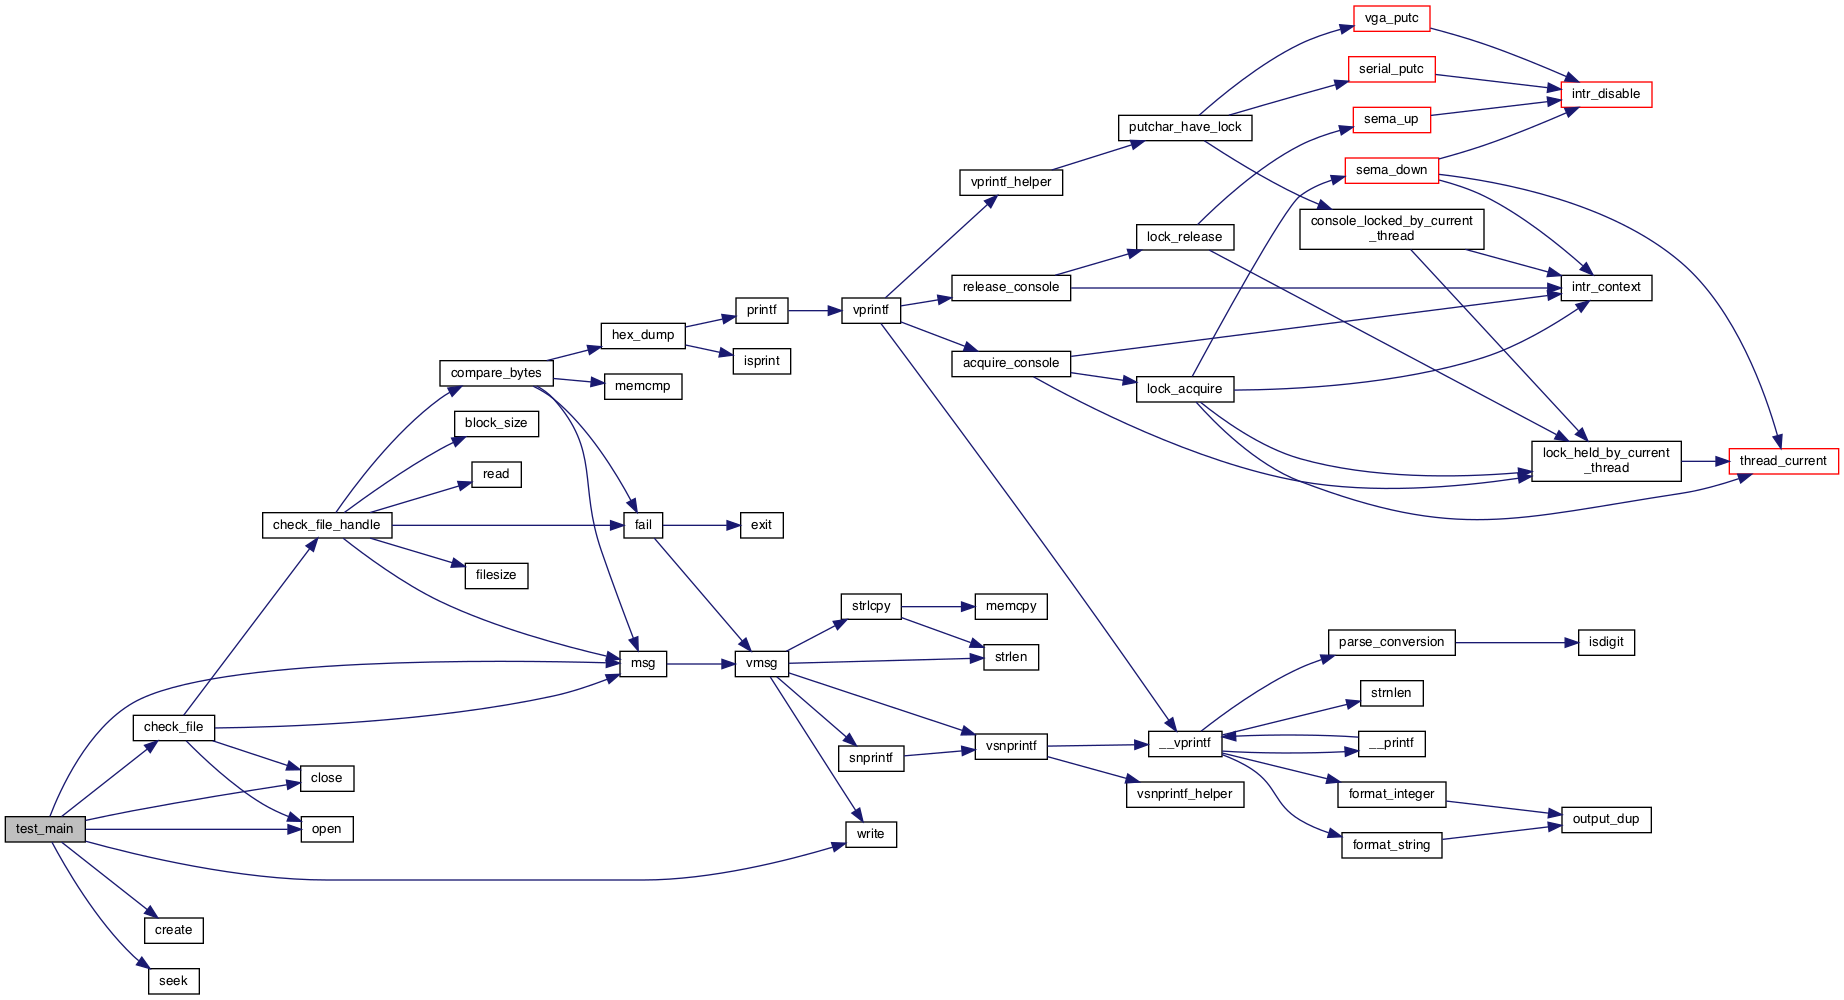 vga_putc
serial_putc
intr_disable
sema_up
putchar_have_lock
sema_down
vprintf_helper
console_locked_by_current
_thread
lock_release
release_console
intr_context
printf
vprintf
hex_dump
isprint
acquire_console
compare_bytes
memcmp
lock_acquire
block_size
lock_held_by_current
_thread
thread_current
read
check_file_handle
fail
exit
filesize
strlcpy
memcpy
parse_conversion
isdigit
msg
vmsg
strlen
strnlen
check_file
vsnprintf
__vprintf
__printf
snprintf
close
vsnprintf_helper
format_integer
output_dup
test_main
open
write
format_string
create
seek